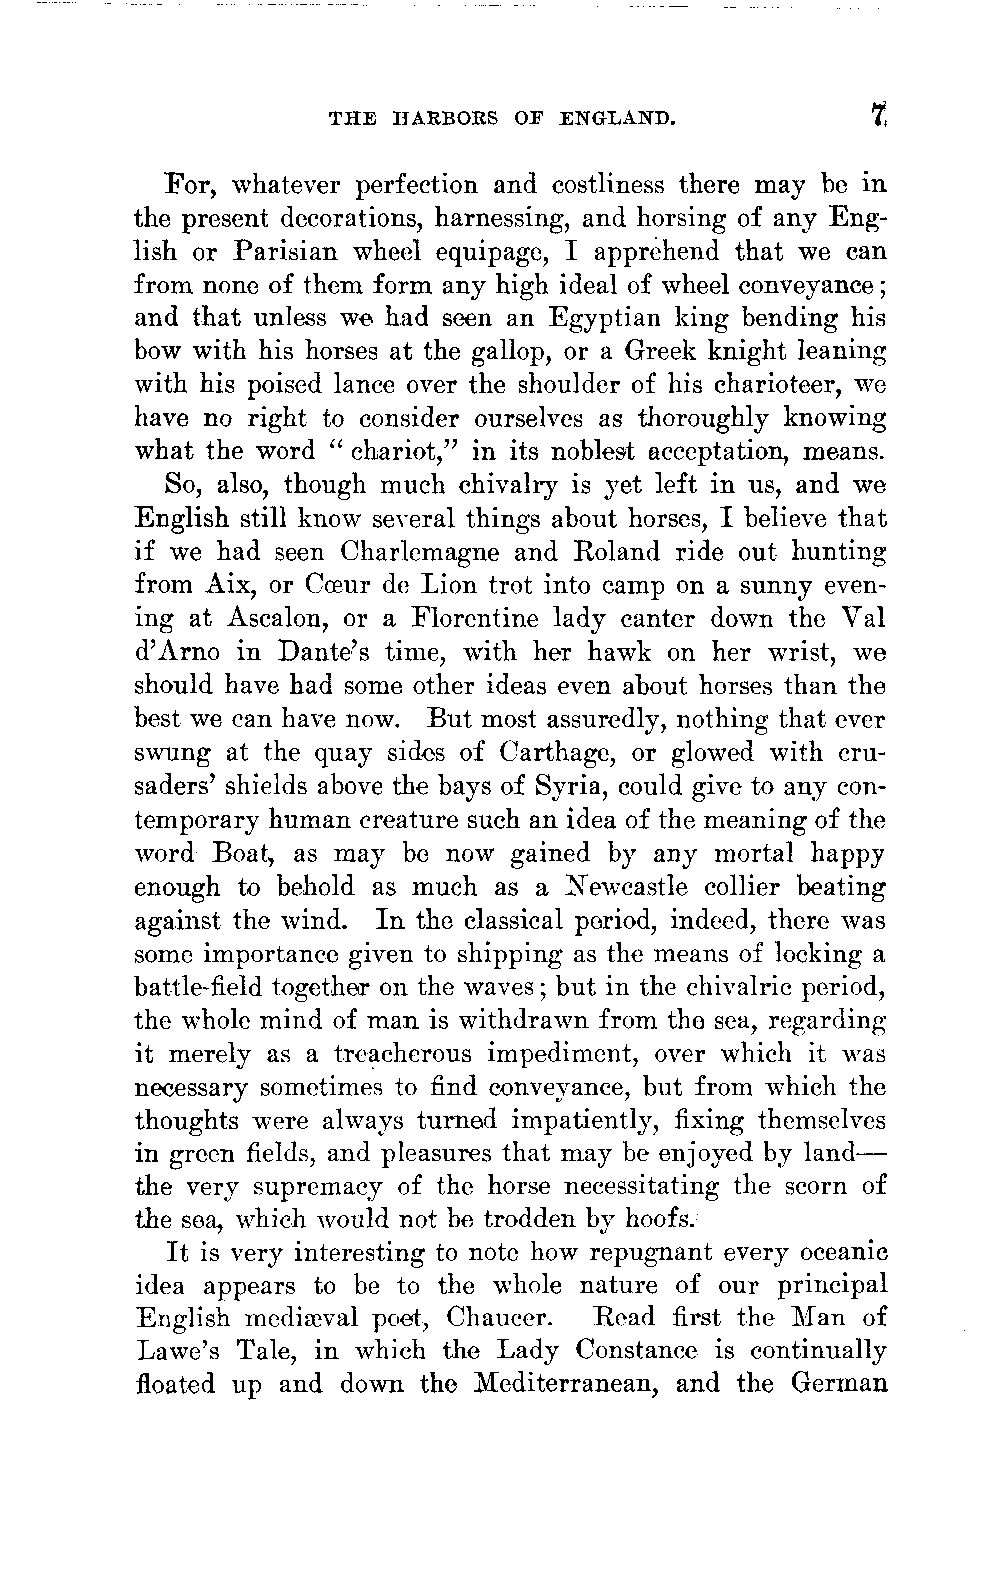 THE HARBORS OF ENGLAND. 7
For, whatever perfection and costliness there may be in
the present decorations, harnessing, and horsing of any Eng-
lish or Parisian wheel equipage, I apprehend that we can
from none of them form any high ideal of wheel conveyance;
and that unless we had seen an Egyptian king bending his
bow with his horses at the gallop, or a Greek knight leaning
with his poised lance over the shoulder of his charioteer, we
have no right to consider ourselves as thoroughly knowing
what the word "chariot," in its noblest acceptation, means.
So, also, though much chivalry is yet left in us, and we
English still know several things about horses, I believe that
if we had seen Charlemagne and Roland ride out hunting
from Aix, or Cœur de Lion trot into camp on a sunny even-
ing at Ascalon, or a Florentine lady canter down the Val
d'Arno in Dante's time, with her hawk on her wrist, we
should have had some other ideas even about horses than the
best we can have now. But most assuredly, nothing that ever
swung at the quay sides of Carthage, or glowed with cru-
saders' shields above the bays of Syria, could give to any con-
temporary human creature such an idea of the meaning of the
word Boat, as may be now gained by any mortal happy
enough to behold as much as a Newcastle collier beating
against the wind. In the classical period, indeed, there was
some importance given to shipping as the means of locking a
battle-field together on the waves; but in the chivalric period,
the whole mind of man is withdrawn from the sea, regarding
it merely as a treacherous impediment, over which it was
necessary sometimes to find conveyance, but from which the
thoughts were always turned impatiently, fixing themselves
in green fields, and pleasures that may be enjoyed by land—
the very supremacy of the horse necessitating the scorn of
the sea, which would not be trodden by hoofs.
It is very interesting to note how repugnant every oceanic
idea appears to be to the whole nature of our principal
English mediæval poet, Chaucer. Read first the Man of
Lawe's Tale, in which the Lady Constance is continually
floated up and down the Mediterranean, and the German